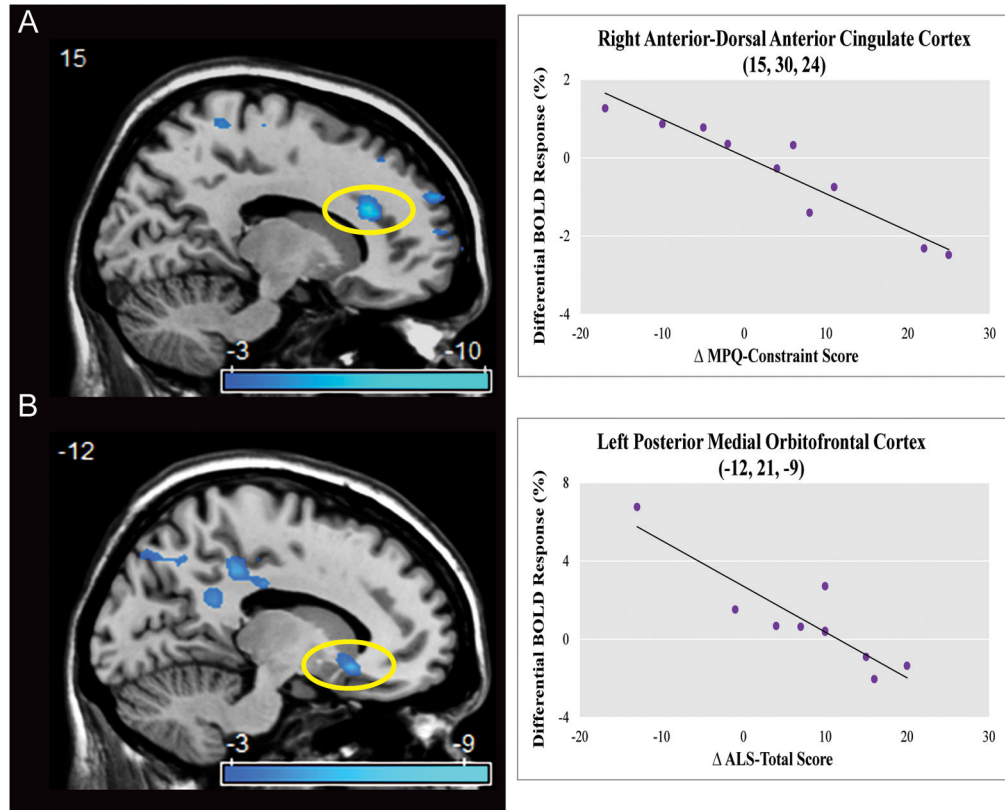 A
15
-3
-10
Right Anterior-Dorsal Anterior Cingulate Cortex
(15, 30, 24)
Differential BOLD Response (%)
2
0
-2
-4
-20
-10
0
10
20
30
Δ MPQ-Constraint Score
B
-12
-3
-9
Left Posterior Medial Orbitofrontal Cortex
(-12, 21, -9)
Differential BOLD Response (%)
8
4
0
-4
-20
-10
0
10
20
30
Δ ALS-Total Score